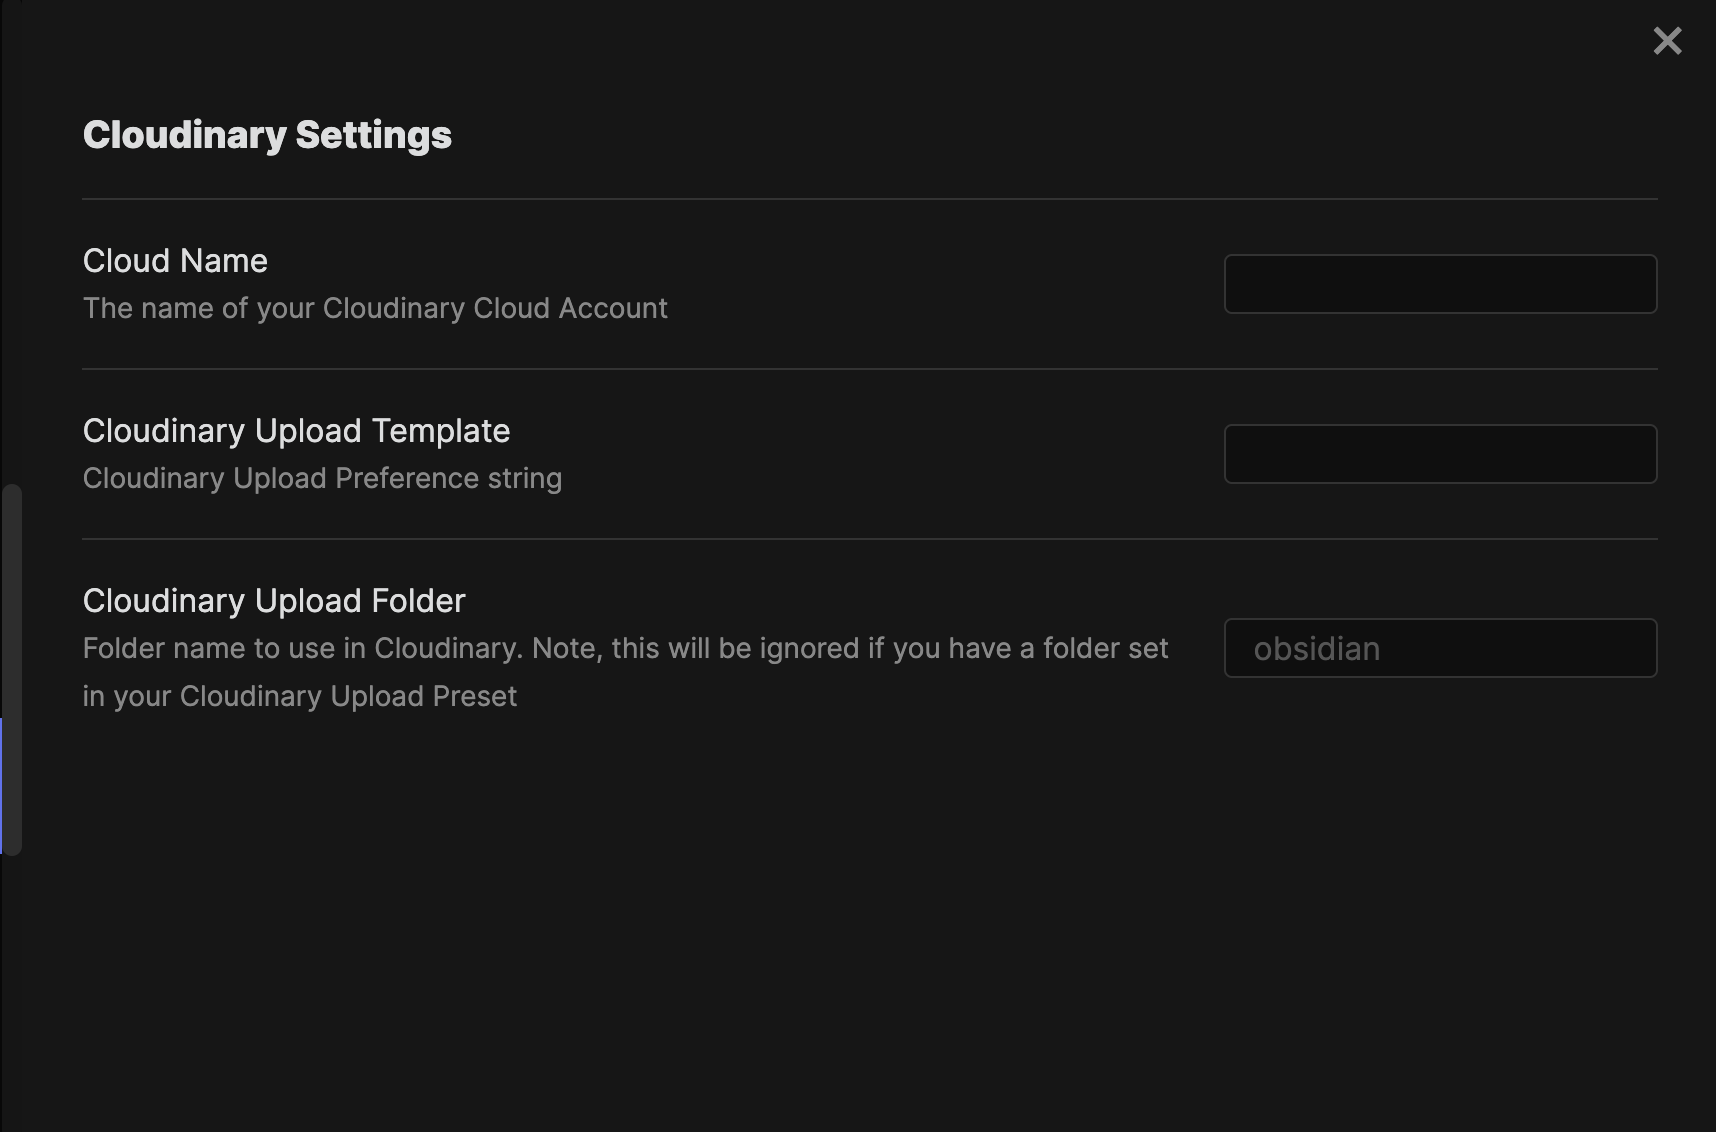 Cloudinary Settings
Cloud Name
The name of your Cloudinary Cloud Account
Cloudinary Upload Template
Cloudinary Upload Preference string
Cloudinary Upload Folder
Folder name to use in Cloudinary. Note, this will be ignored if you have a folder set
in your Cloudinary Upload Preset
obsidian